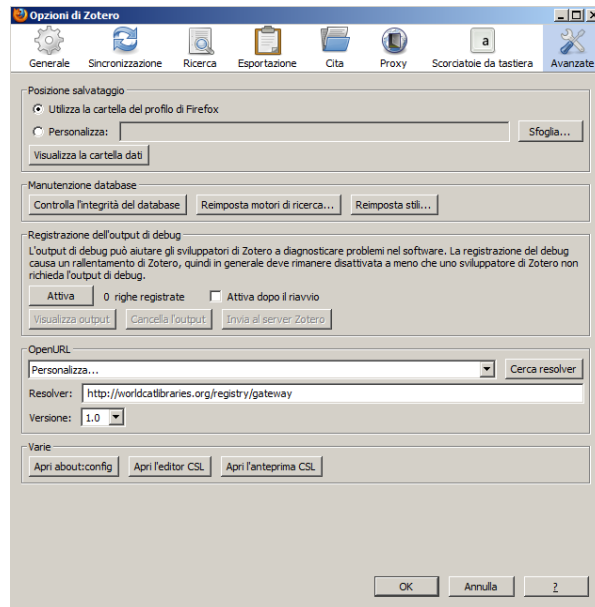 Opzioni di Zotero
Generale Sincronizzazione Ricerca Esportazione Cita Proxy Scorciatoie da tastiera Avanzate
Posizione salvataggio
Utilizza la cartella del profilo di Firefox
Personalizza: Sfoglia...
Visualizza la cartella dati
Manutenzione database
Controlla l'integrità del database Reimposta motori di ricerca... Reimposta stili...
Registrazione dell'output di debug
L'output di debug può aiutare gli sviluppatori di Zotero a diagnosticare problemi nel software. La registrazione del debug
causa un rallentamento di Zotero, quindi in generale deve rimanere disattivata a meno che uno sviluppatore di Zotero non
richieda l'output di debug.
Attiva 0 righe registrate Attiva dopo il riavvio
Visualizza output Cancella l'output Invia al server Zotero
OpenURL
Personalizza... Cerca resolver
Resolver: http://worldcatlibraries.org/registry/gateway
Versione: 1.0
Varie
Apri about:config Apri l'editor CSL Apri l'anteprima CSL
OK Annulla ?